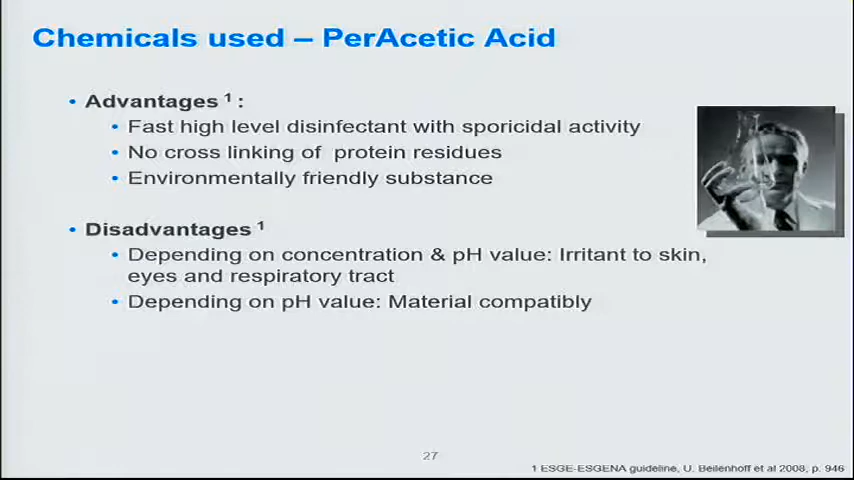 Chemicals used – PerAcetic Acid
• Advantages ¹ :
• Fast high level disinfectant with sporicidal activity
• No cross linking of protein residues
• Environmentally friendly substance
• Disadvantages ¹
• Depending on concentration & pH value: Irritant to skin,
eyes and respiratory tract
• Depending on pH value: Material compatibly
27
1 ESGE-ESGENA guideline, U. Beilenhoff et al 2008, p. 946